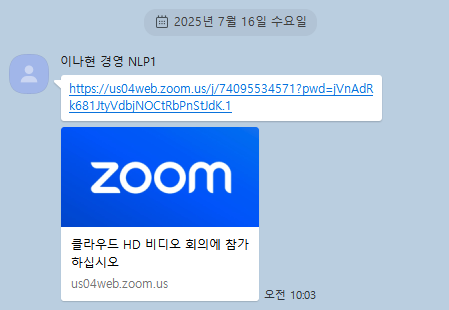 2025년 7월 16일 수요일
이나현 경영 NLP1
https://us04web.zoom.us/j/74095534571?pwd=jVnAdR
k681JtyVdbjNOCtRbPnStJdK.1
zoom
클라우드 HD 비디오 회의에 참가
하십시오
us04web.zoom.us
오전 10:03